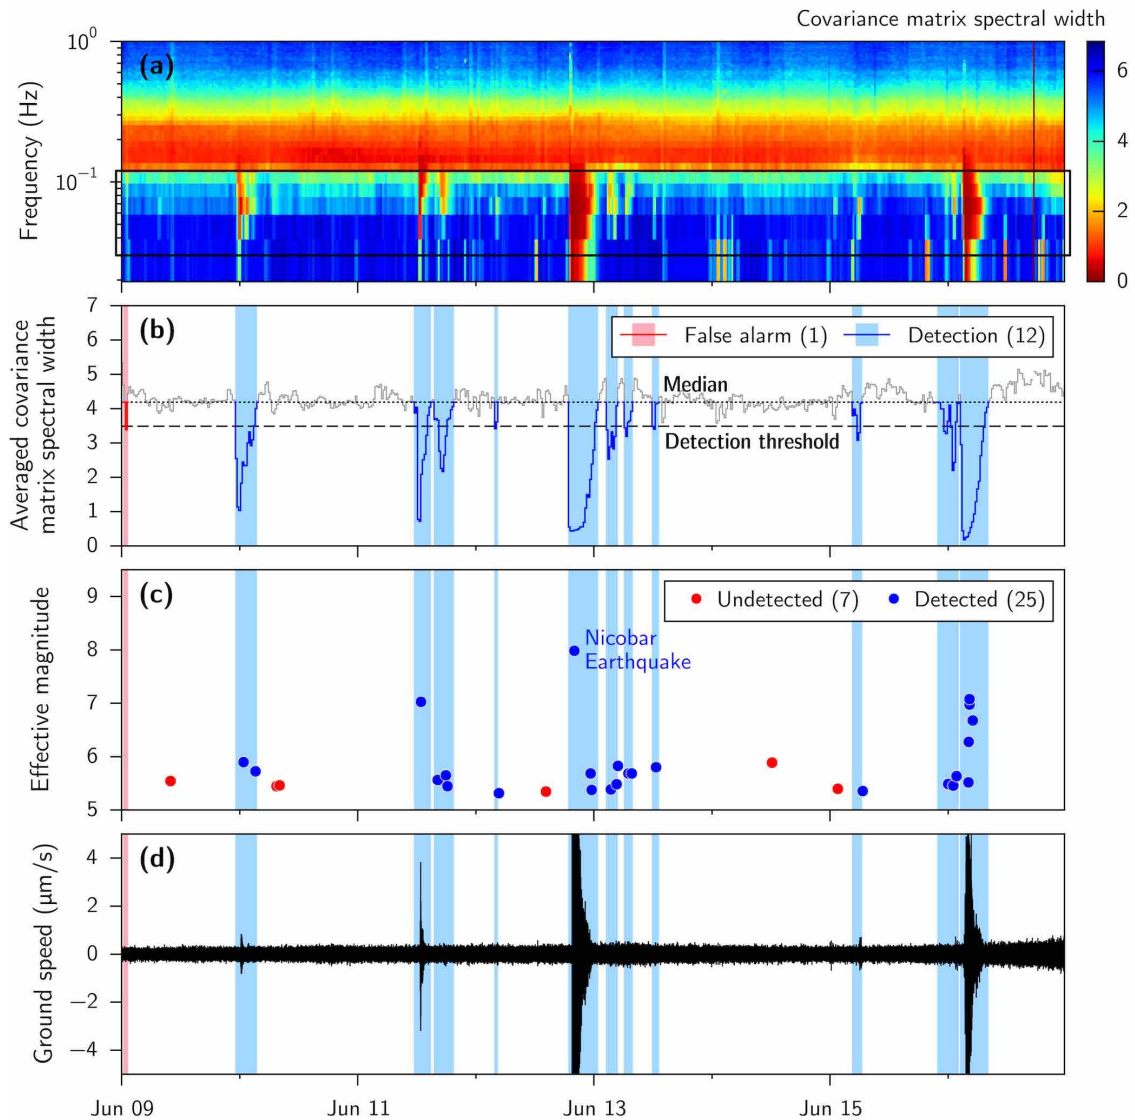 Covariance matrix spectral width
(a)
10⁰
10⁻¹
Frequency (Hz)
6
4
2
0
(b)
False alarm (1)
Detection (12)
Median
Detection threshold
7
6
5
4
3
2
1
0
Averaged covariance
matrix spectral width
(c)
Undetected (7)
Detected (25)
Nicobar
Earthquake
9
8
7
6
5
Effective magnitude
(d)
4
2
0
−2
−4
Ground speed (μm/s)
Jun 09
Jun 11
Jun 13
Jun 15